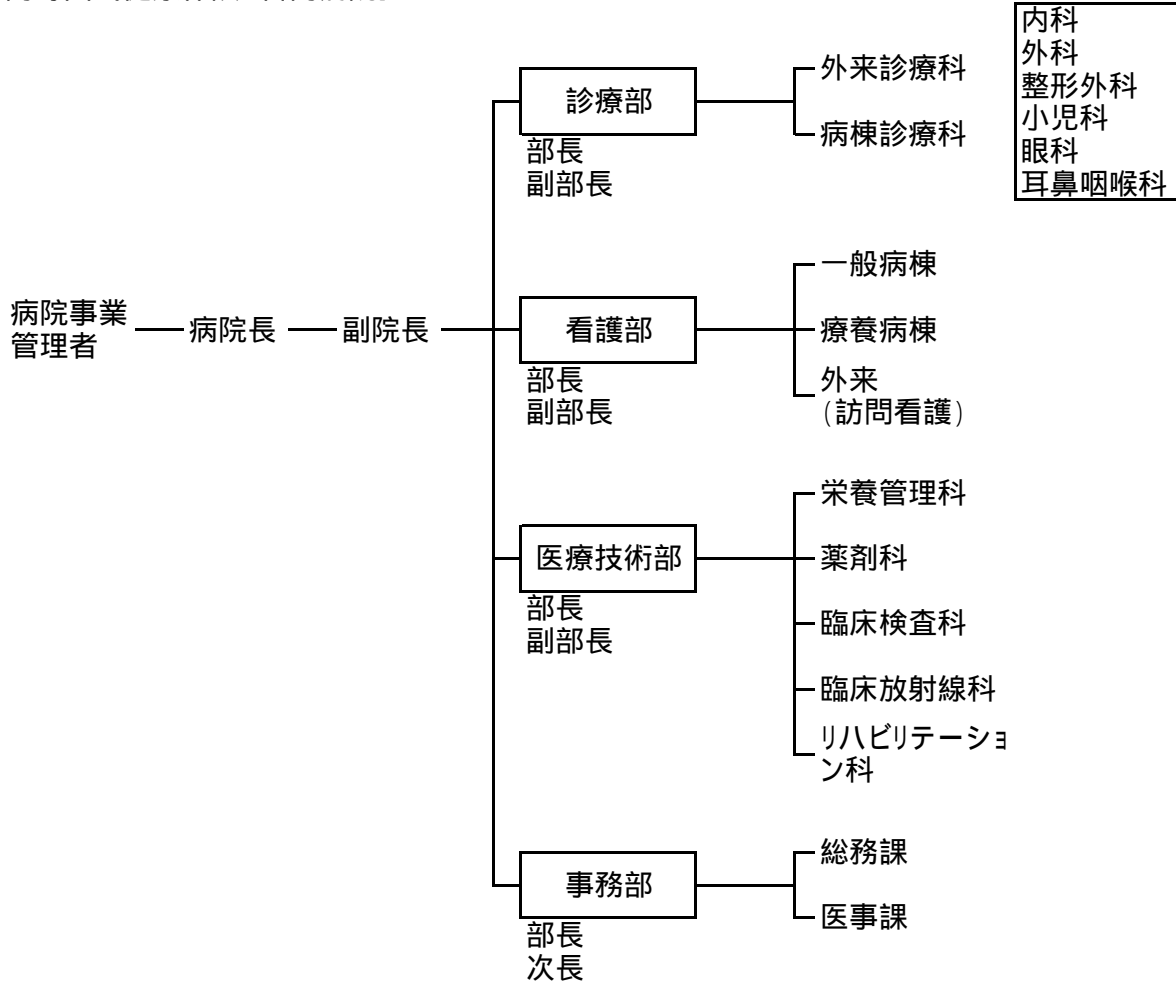 内科
外科
整形外科
小児科
眼科
耳鼻咽喉科
外来診療科
診療部
病棟診療科
部長
副部長
一般病棟
病院事業
管理者
病院長
副院長
看護部
療養病棟
部長
副部長
外来
(訪問看護)
栄養管理科
医療技術部
薬剤科
部長
副部長
臨床検査科
臨床放射線科
リハビリテーショ
ン科
総務課
事務部
医事課
部長
次長